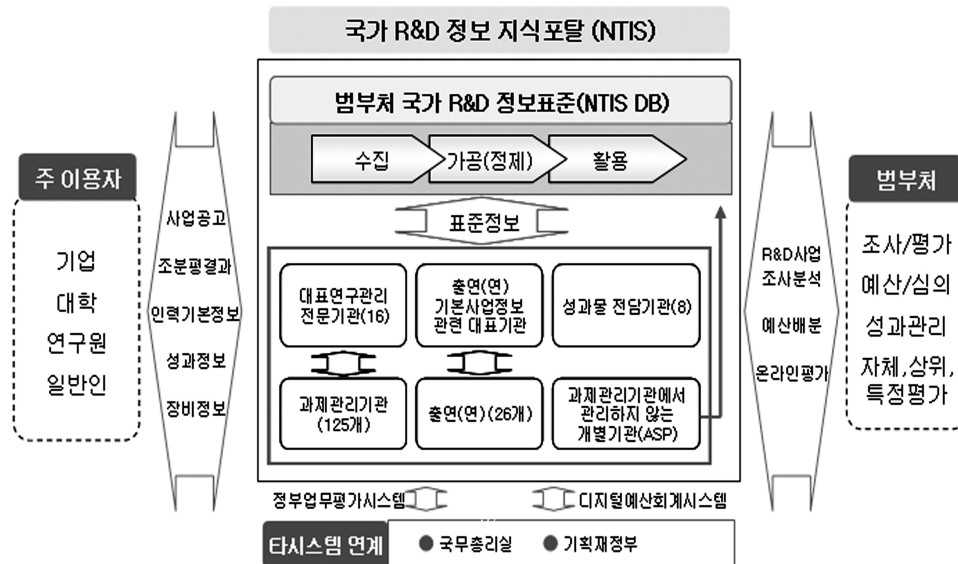 국가 R&D 정보 지식포탈 (NTIS)
범부처 국가 R&D 정보표준(NTIS DB)
수집
가공(정제)
활용
표준정보
주 이용자
기업
대학
연구원
일반인
사업공고
조분평결과
인력기본정보
성과정보
장비정보
대표연구관리
전문기관(16)
출연(연)
기본사업정보
관련 대표기관
성과물 전담기관(8)
과제관리기관
(125개)
출연(연)(26개)
과제관리기관에서
관리하지 않는
개별기관(ASP)
R&D사업
조사분석
예산배분
온라인평가
범부처
조사/평가
예산/심의
성과관리
자체,상위,
특정평가
정부업무평가시스템
디지털예산회계시스템
타시스템 연계
● 국무총리실
● 기획재정부